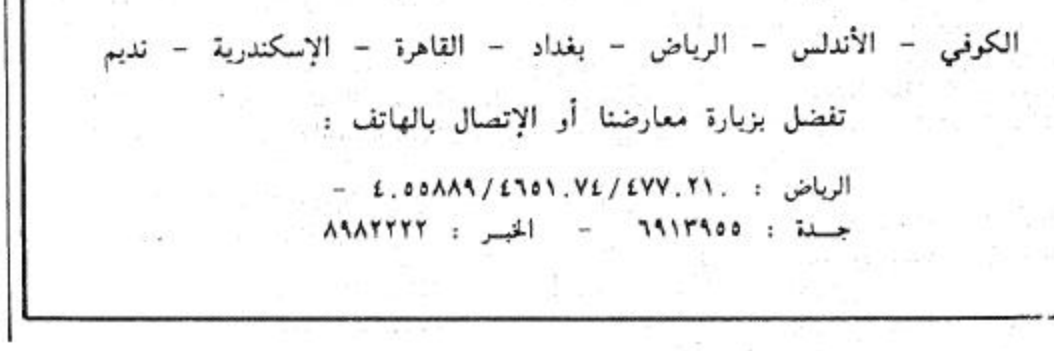 الكوفي - الأندلس - الرياض - بغداد - القاهرة - الإسكندرية - نديم
تفضل بزيارة معارضنا أو الإتصال بالهاتف :
الرياض : ٤٠٥٥٨٨٩/٤٦٥١٠٧٤/٤٧٧٠٢١٠ -
جدة : ٦٩١٣٩٥٥ - الخبر : ٨٩٨٢٢٢٢